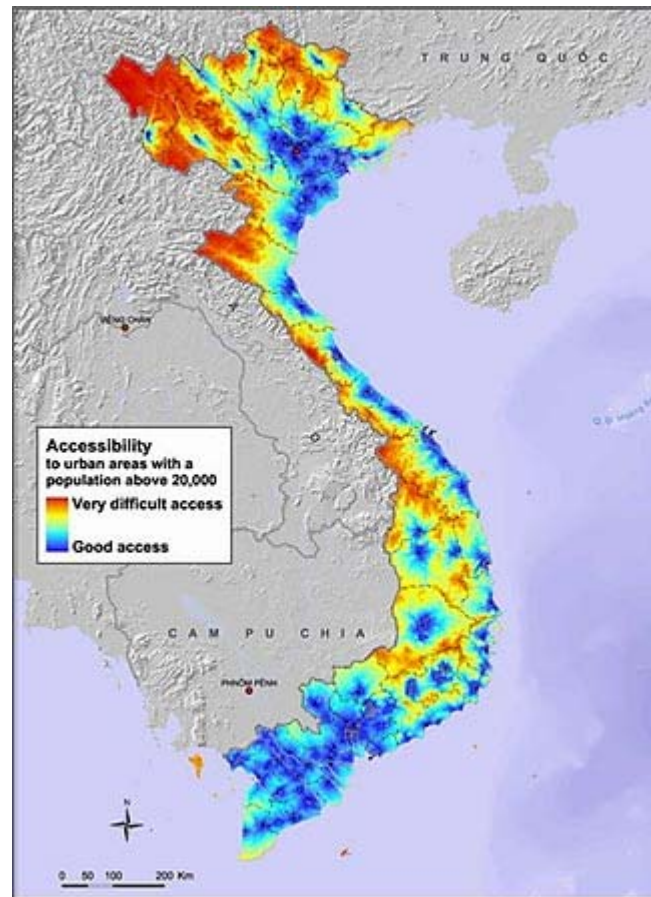 TRUNG QUỐC
VIÊNG CHĂN
Accessibility
to urban areas with a
population above 20,000
Very difficult access
Good access
CAM PU CHIA
PHNÔM PÊNH
N
0 50 100 200 Km